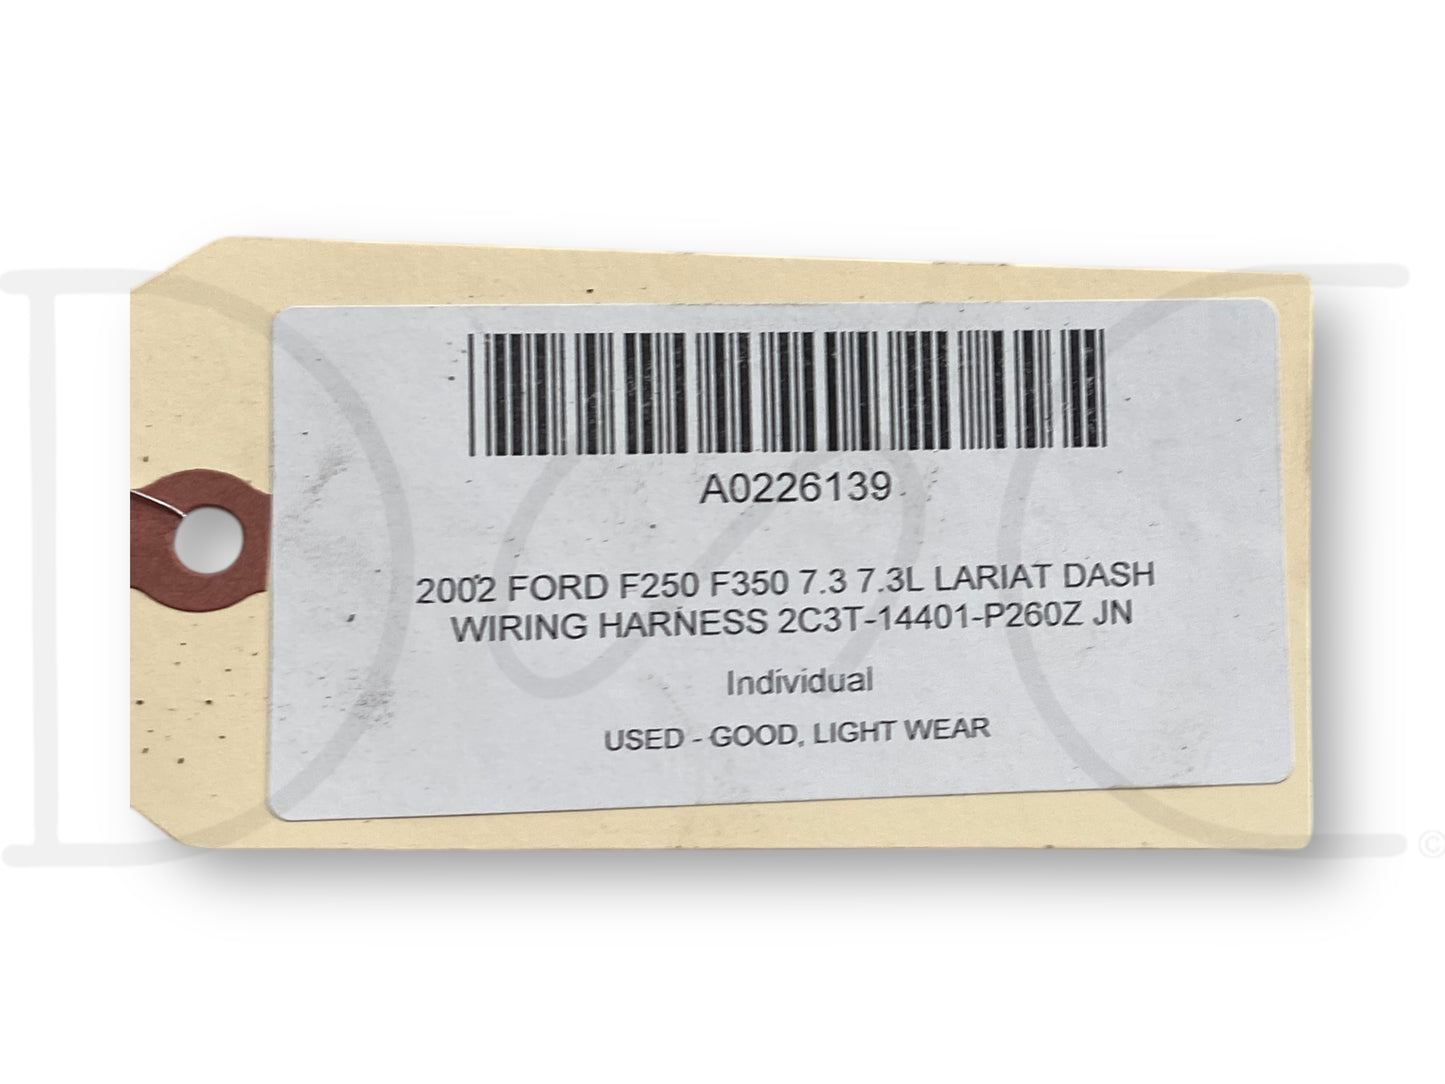 A0226139
2002 FORD F250 F350 7.3 7.3L LARIAT DASH
WIRING HARNESS 2C3T-14401-P260Z JN
Individual
USED - GOOD, LIGHT WEAR
©